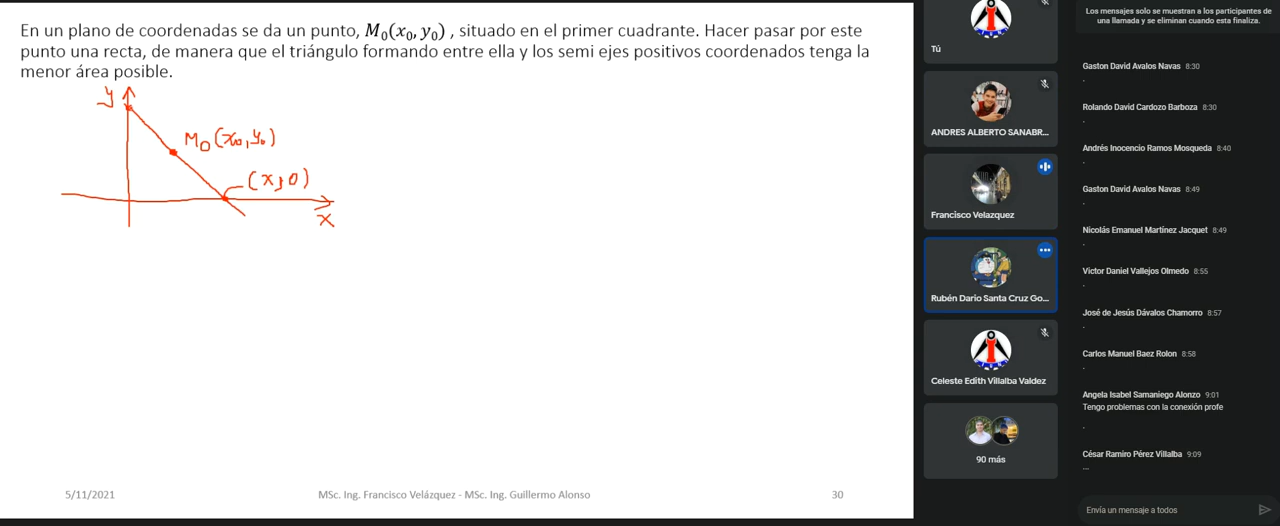 En un plano de coordenadas se da un punto, M₀(x₀, y₀) , situado en el primer cuadrante. Hacer pasar por este
punto una recta, de manera que el triángulo formando entre ella y los semi ejes positivos coordenados tenga la
menor área posible.
y
M₀(x₀,y₀)
(x,0)
x
5/11/2021
MSc. Ing. Francisco Velázquez - MSc. Ing. Guillermo Alonso
30
Tú
ANDRES ALBERTO SANABR...
Francisco Velazquez
Rubén Dario Santa Cruz Go...
Celeste Edith Villalba Valdez
90 más
Los mensajes solo se muestran a los participantes de
una llamada y se eliminan cuando esta finaliza.
Gaston David Avalos Navas 8:30
.
Rolando David Cardozo Barboza 8:30
.
Andrés Inocencio Ramos Mosqueda 8:40
.
Gaston David Avalos Navas 8:49
.
Nicolás Emanuel Martínez Jacquet 8:49
.
Victor Daniel Vallejos Olmedo 8:55
.
José de Jesús Dávalos Chamorro 8:57
.
Carlos Manuel Baez Rolon 8:58
.
Angela Isabel Samaniego Alonzo 9:01
Tengo problemas con la conexión profe
.
César Ramiro Pérez Villalba 9:09
...
Envía un mensaje a todos